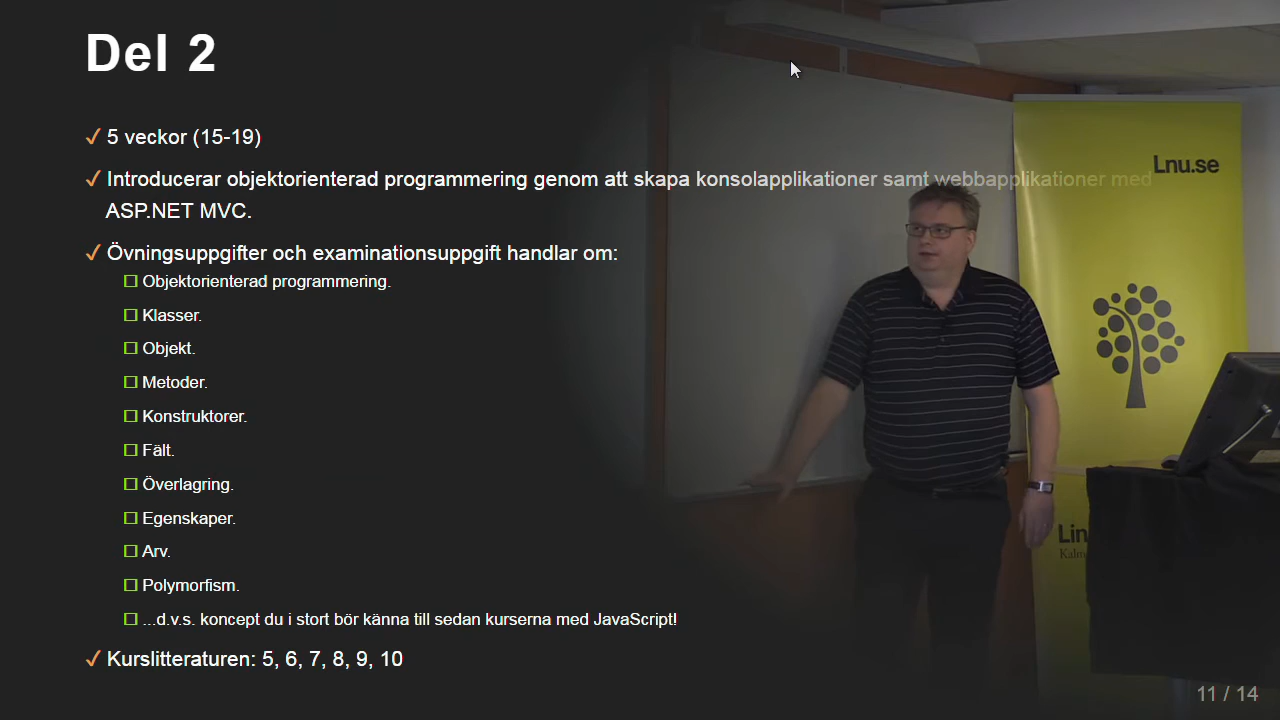 Del 2
5 veckor (15-19)
Introducerar objektorienterad programmering genom att skapa konsolapplikationer samt webbapplikationer med
ASP.NET MVC.
Övningsuppgifter och examinationsuppgift handlar om:
Objektorienterad programmering.
Klasser.
Objekt.
Metoder.
Konstruktorer.
Fält.
Överlagring.
Egenskaper.
Arv.
Polymorfism.
...d.v.s. koncept du i stort bör känna till sedan kurserna med JavaScript!
Kurslitteraturen: 5, 6, 7, 8, 9, 10
Lnu.se
Lin
Kalm
11 / 14